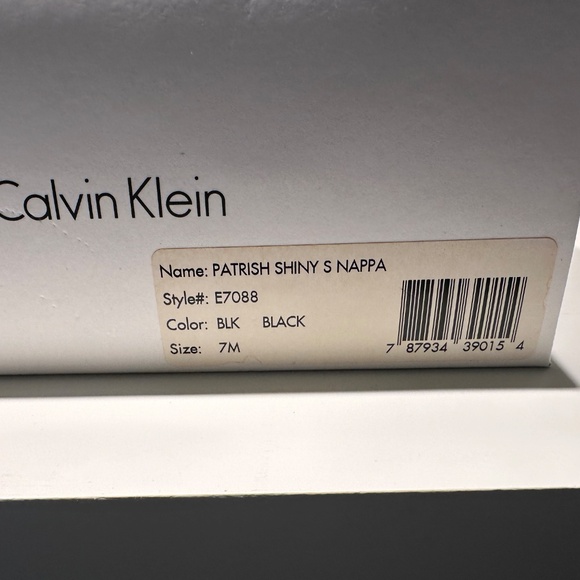 Calvin Klein
Name: PATRISH SHINY S NAPPA
Style#: E7088
Color: BLK BLACK
Size: 7M
7 87934 39015 4